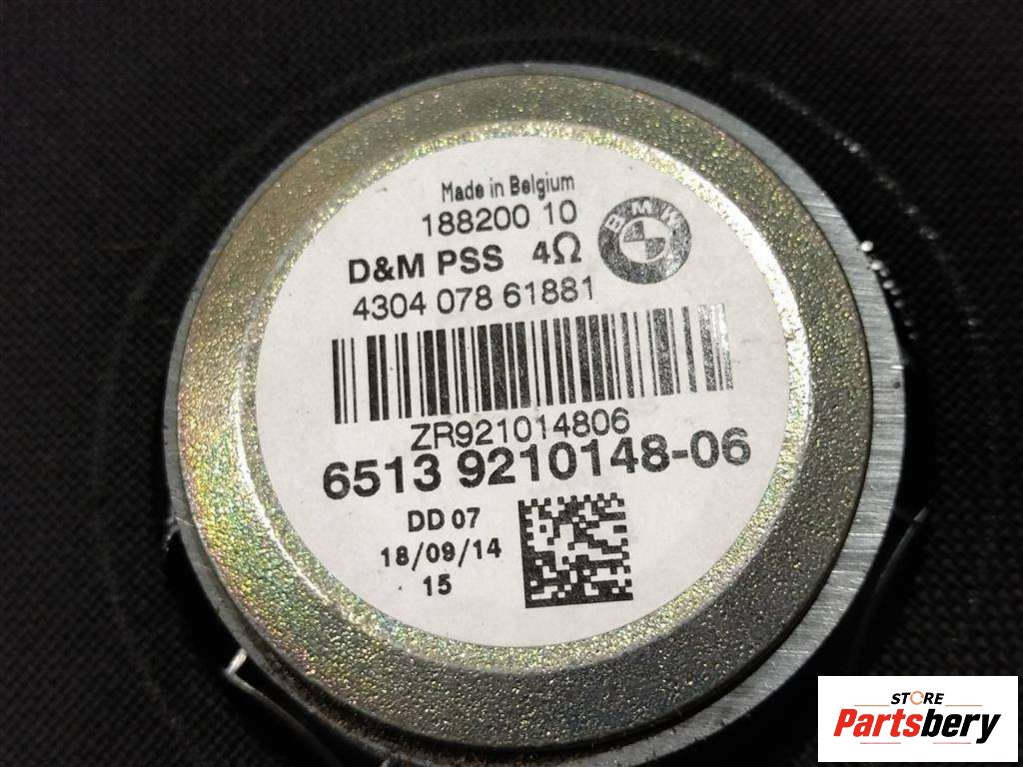 Made in Belgium
188200 10
BMW
D&M PSS 4Ω
4304 078 61881
ZR921014806
6513 9210148-06
DD 07
18/09/14
15
STORE
Partsbery